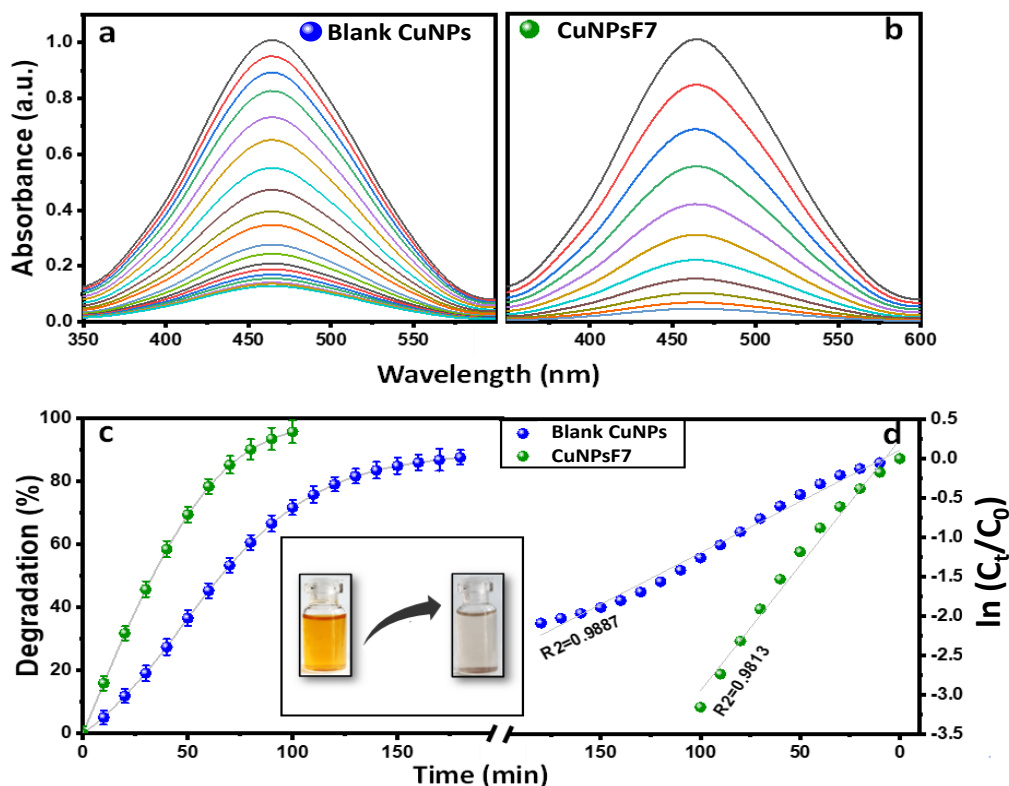 a
Blank CuNPs
CuNPsF7
b
Absorbance (a.u.)
1.0
0.8
0.6
0.4
0.2
0.0
350 400 450 500 550
400 450 500 550 600
Wavelength (nm)
c
Blank CuNPs
CuNPsF7
d
Degradation (%)
100
80
60
40
20
0
0 50 100 150
Time (min)
150 100 50 0
R2=0.9887
R2=0.9813
0.5
0.0
-0.5
-1.0
-1.5
-2.0
-2.5
-3.0
-3.5
ln (Ct/C0)